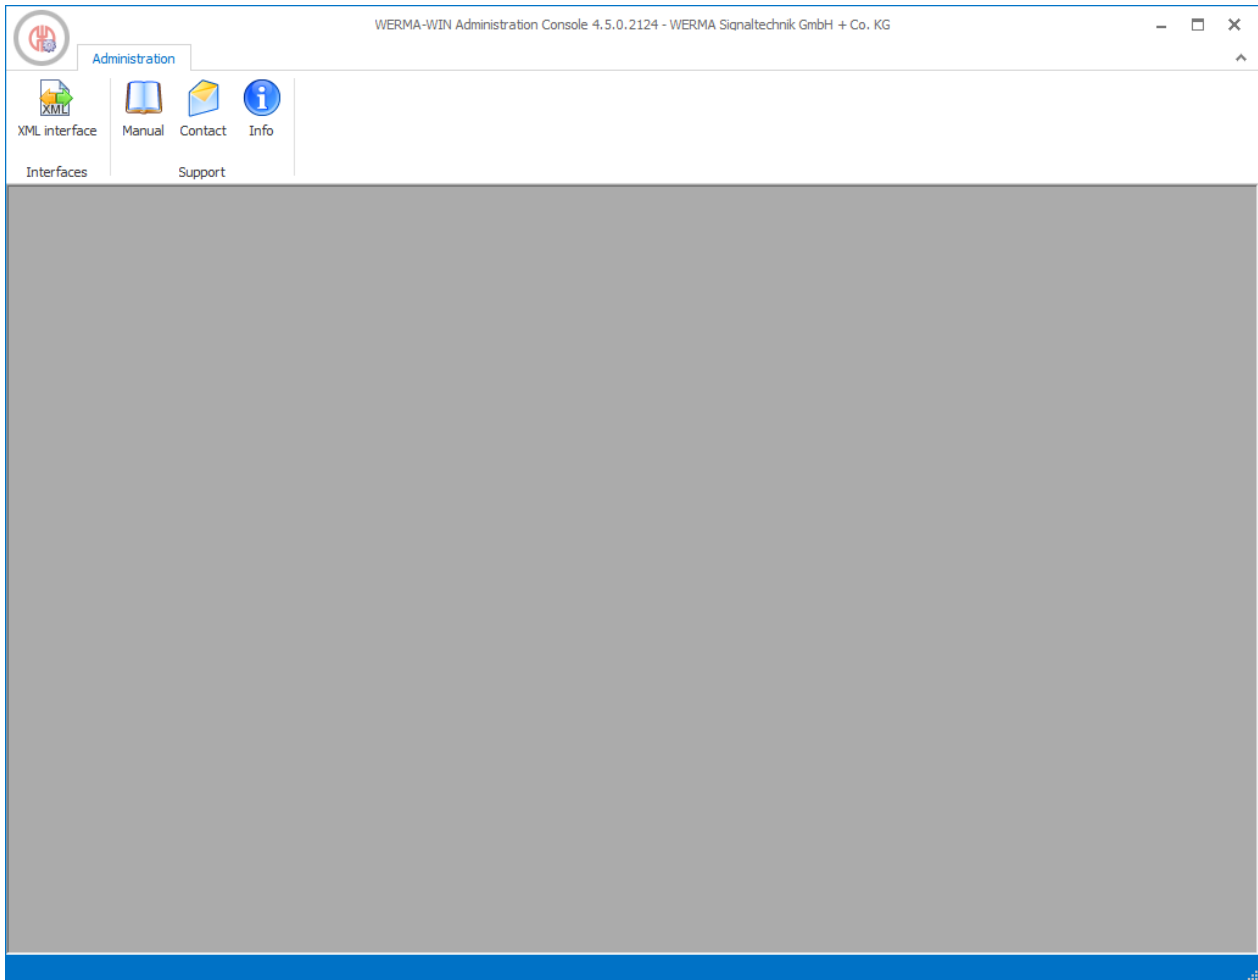 WERMA-WIN Administration Console 4.5.0.2124 - WERMA Signaltechnik GmbH + Co. KG
Administration
XML
XML interface
Manual
Contact
Info
Interfaces
Support